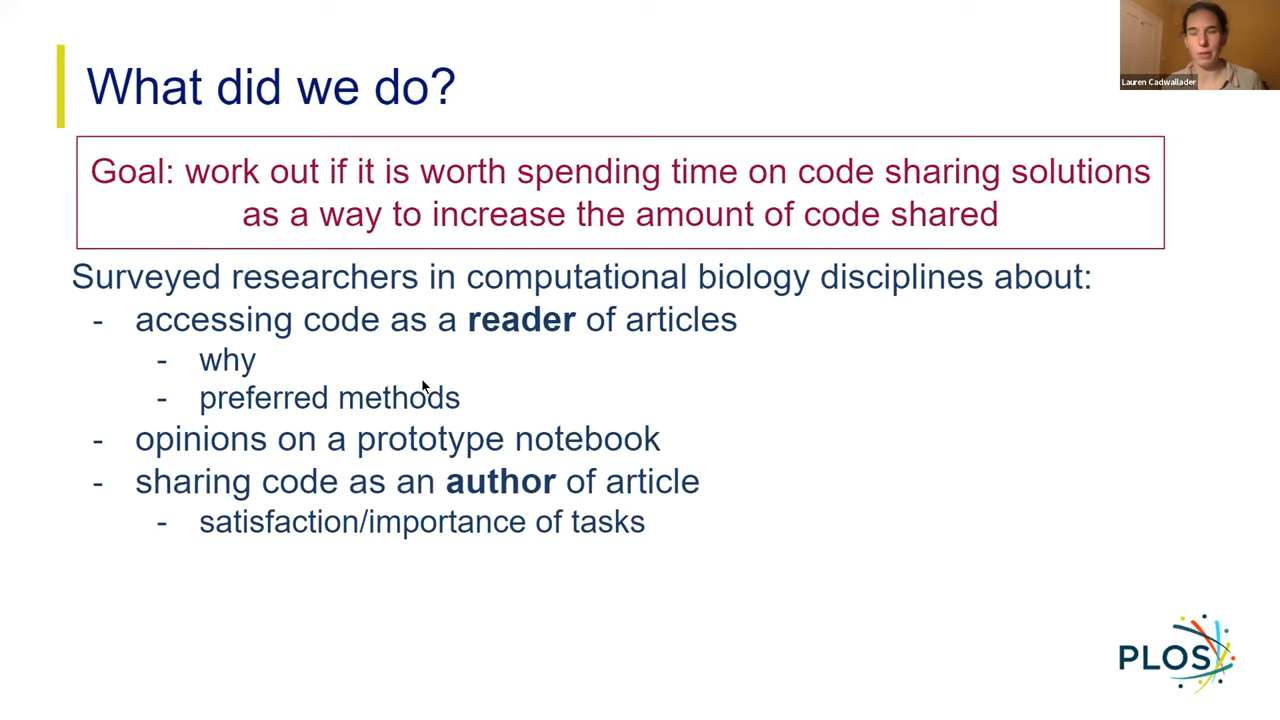 What did we do?
Lauren Cadwallader
Goal: work out if it is worth spending time on code sharing solutions
as a way to increase the amount of code shared
Surveyed researchers in computational biology disciplines about:
- accessing code as a reader of articles
- why
- preferred methods
- opinions on a prototype notebook
- sharing code as an author of article
- satisfaction/importance of tasks
PLOS